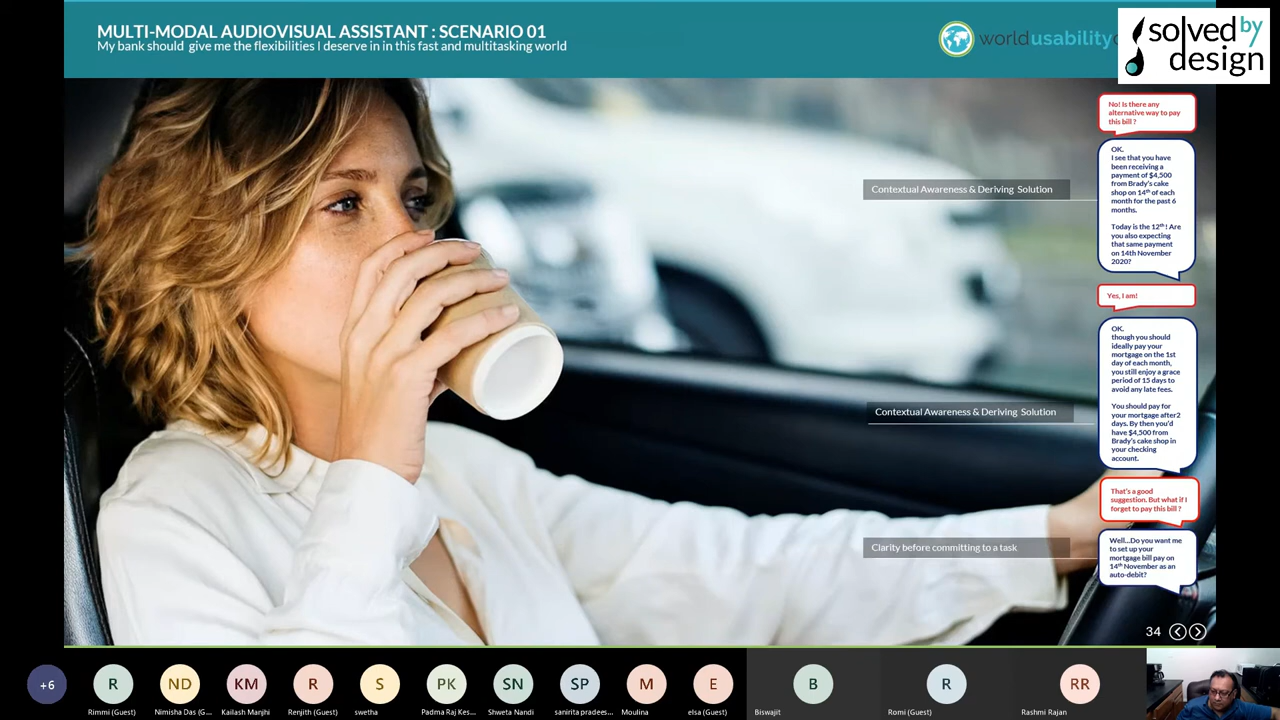 MULTI-MODAL AUDIOVISUAL ASSISTANT : SCENARIO 01
My bank should give me the flexibilities I deserve in in this fast and multitasking world
worldusability
solved by
design
No! Is there any
alternative way to pay
this bill ?
OK.
I see that you have
been receiving a
payment of $4,500
from Brady's cake
shop on 14th of each
month for the past 6
months.
Today is the 12th ! Are
you also expecting
that same payment
on 14th November
2020?
Contextual Awareness & Deriving Solution
Yes, I am!
OK.
though you should
ideally pay your
mortgage on the 1st
day of each month,
you still enjoy a grace
period of 15 days to
avoid any late fees.
You should pay for
your mortgage after2
days. By then you'd
have $4,500 from
Brady's cake shop in
your checking
account.
Contextual Awareness & Deriving Solution
That's a good
suggestion. But what if I
forget to pay this bill ?
Well...Do you want me
to set up your
mortgage bill pay on
14th November as an
auto-debit?
Clarity before committing to a task
34
+6
R
ND
KM
R
S
PK
SN
SP
M
E
B
R
RR
Rimmi (Guest)
Nimisha Das (G...
Kailash Manjhi
Renjith (Guest)
swetha
Padma Raj Kes...
Shweta Nandi
sanirita pradees...
Moulina
elsa (Guest)
Biswajit
Romi (Guest)
Rashmi Rajan